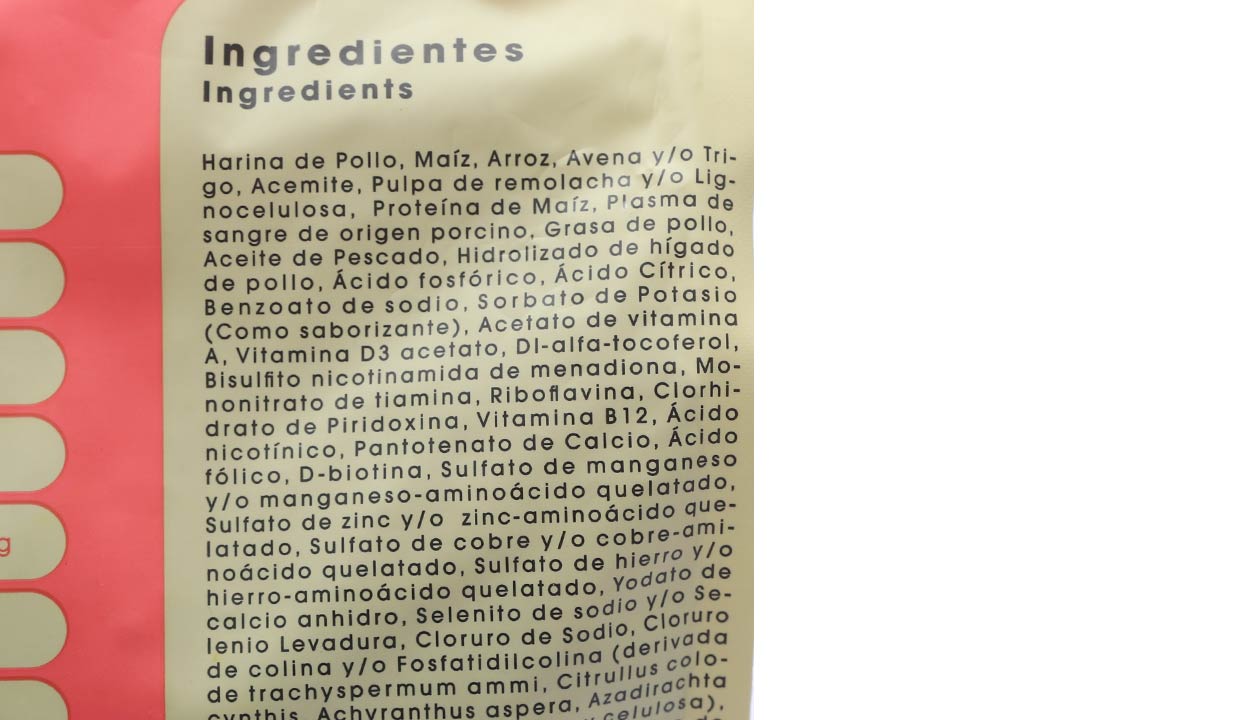 Ingredientes
Ingredients
Harina de Pollo, Maíz, Arroz, Avena y/o Tri-
go, Acemite, Pulpa de remolacha y/o Lig-
nocelulosa, Proteína de Maíz, Plasma de
sangre de origen porcino, Grasa de pollo,
Aceite de Pescado, Hidrolizado de hígado
de pollo, Ácido fosfórico, Ácido Cítrico,
Benzoato de sodio, Sorbato de Potasio
(Como saborizante), Acetato de vitamina
A, Vitamina D3 acetato, Dl-alfa-tocoferol,
Bisulfito nicotinamida de menadiona, Mo-
nonitrato de tiamina, Riboflavina, Clorhi-
drato de Piridoxina, Vitamina B12, Ácido
nicotínico, Pantotenato de Calcio, Ácido
fólico, D-biotina, Sulfato de manganeso
y/o manganeso-aminoácido quelatado,
Sulfato de zinc y/o zinc-aminoácido que-
latado, Sulfato de cobre y/o cobre-ami-
noácido quelatado, Sulfato de hierro y/o
hierro-aminoácido quelatado, Yodato de
calcio anhidro, Selenito de sodio y/o Se-
lenio Levadura, Cloruro de Sodio, Cloruro
g
de colina y/o Fosfatidilcolina (derivada
de trachyspermum ammi, Citrullus colo-
cynthis, Achyranthus aspera, Azadirachta
y celulosa),